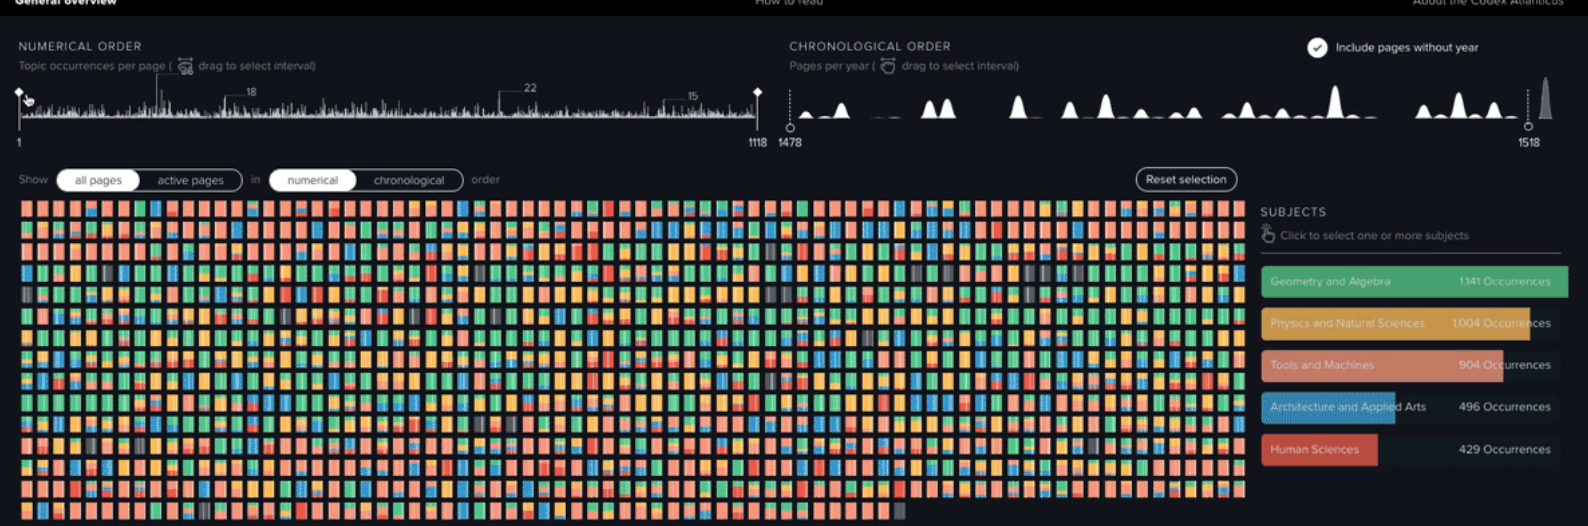 General overview
How to read
About the Codex Atlanticus
NUMERICAL ORDER
Topic occurrences per page ( drag to select interval)
18
22
15
1
1118
CHRONOLOGICAL ORDER
Include pages without year
Pages per year ( drag to select interval)
1478
1518
Show all pages active pages in numerical chronological order
Reset selection
SUBJECTS
Click to select one or more subjects
Geometry and Algebra 1,141 Occurrences
Physics and Natural Sciences 1,004 Occurrences
Tools and Machines 904 Occurrences
Architecture and Applied Arts 496 Occurrences
Human Sciences 429 Occurrences